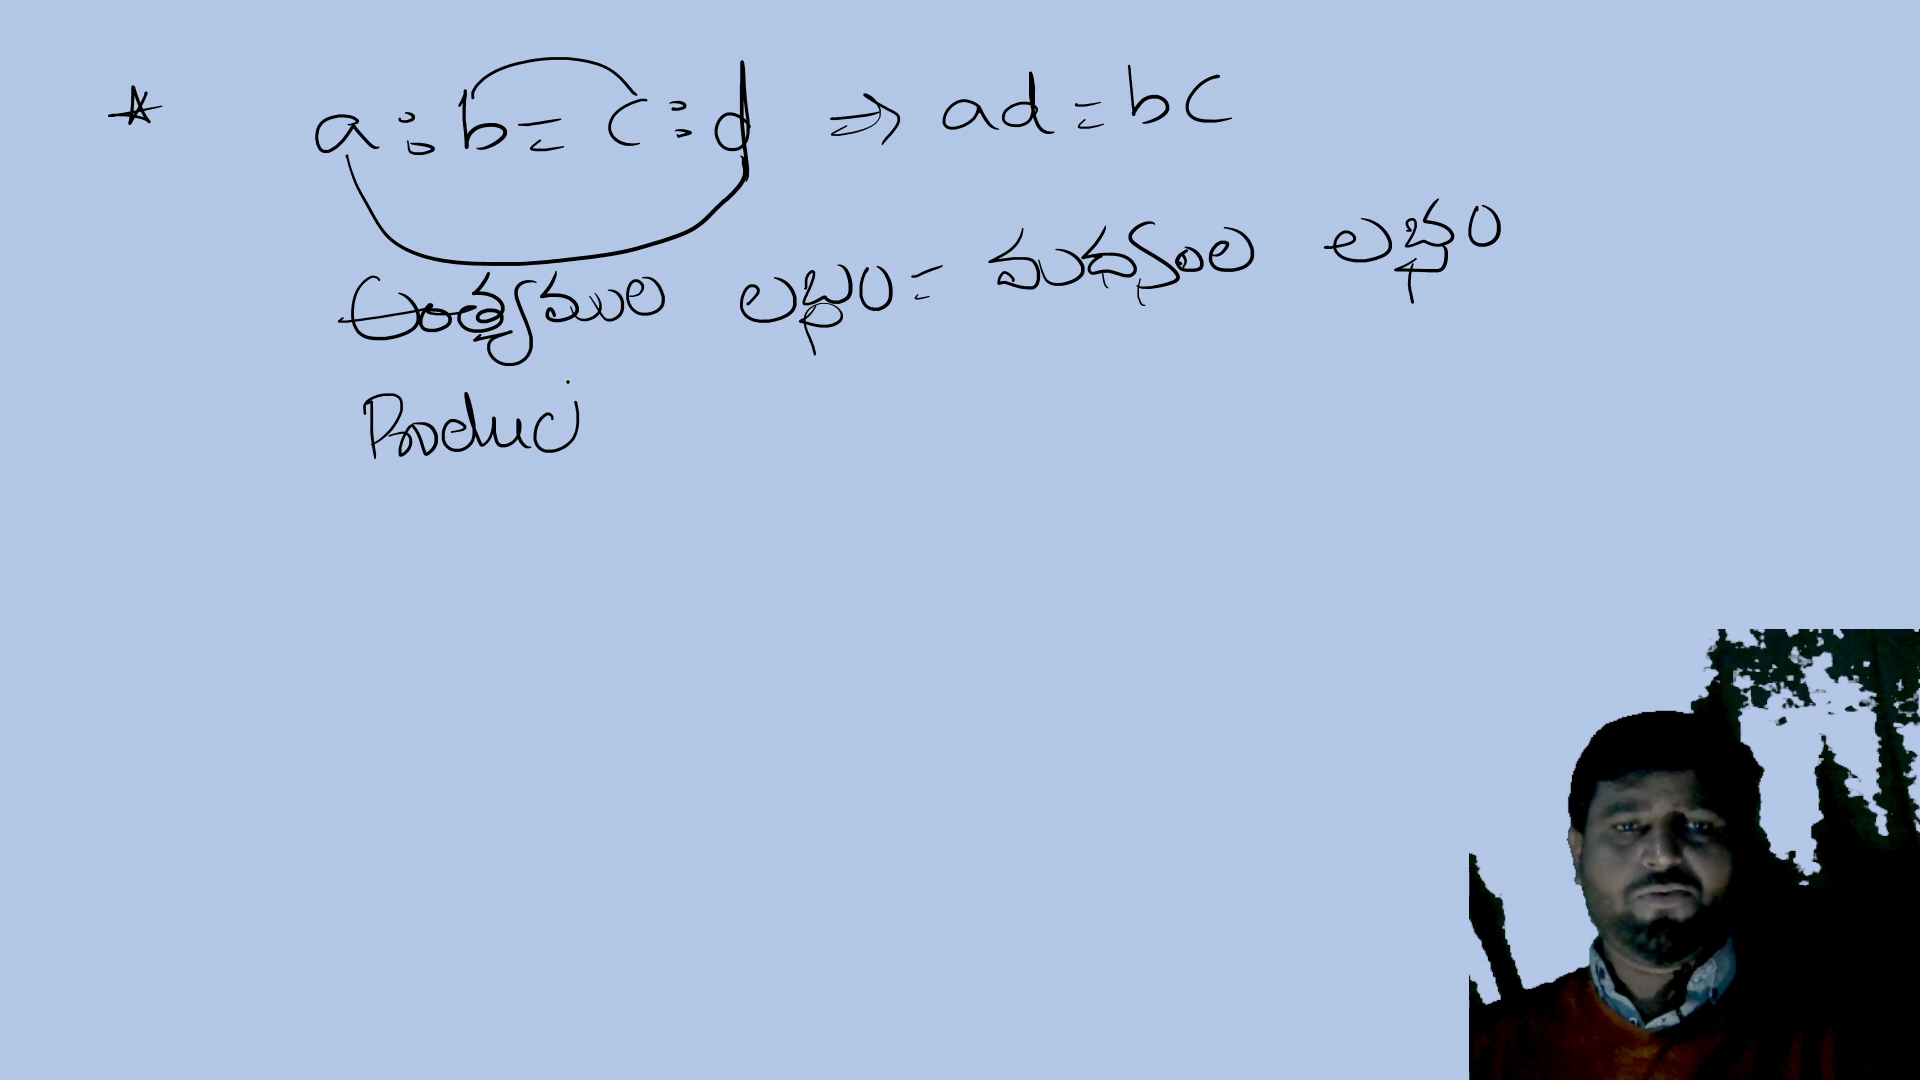 * a : b = c : d ⇒ ad = bc
అంత్యముల లబ్ధం = మధ్యముల లబ్ధం
Produc